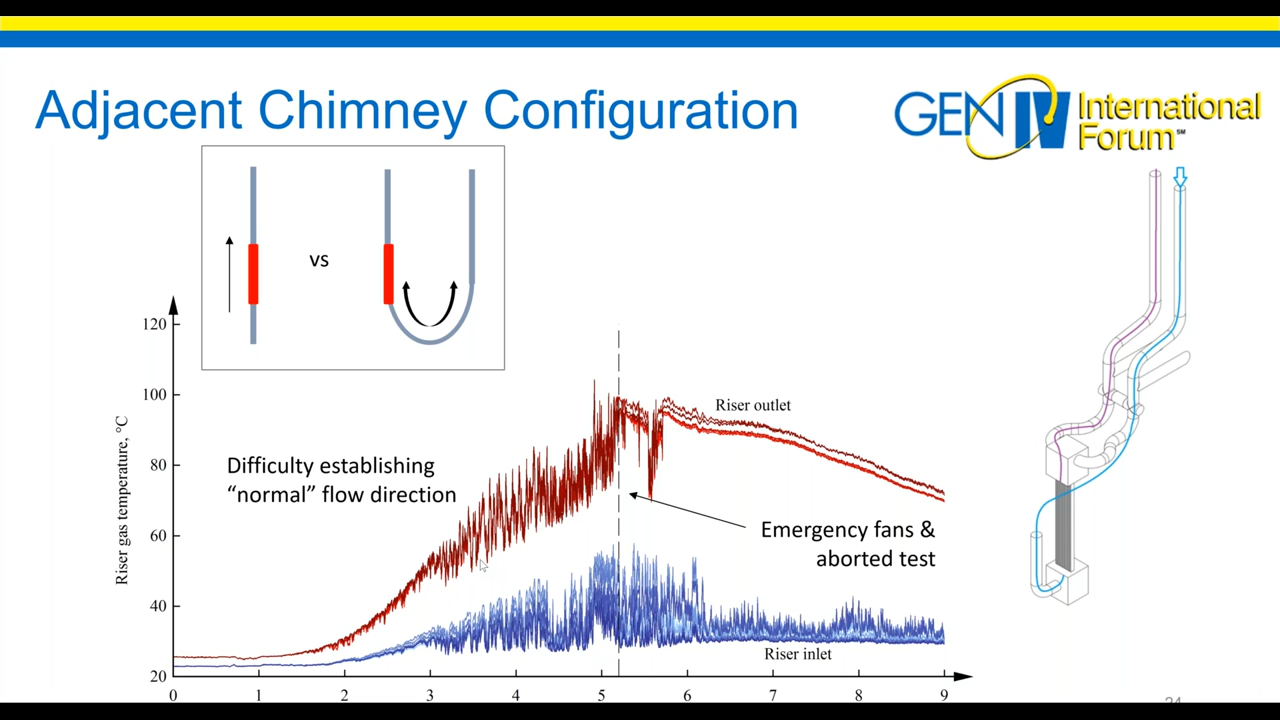 Adjacent Chimney Configuration
GEN IV International
Forum℠
vs
120
100
80
60
40
20
Riser gas temperature, °C
Difficulty establishing
“normal” flow direction
Riser outlet
Emergency fans &
aborted test
Riser inlet
0 1 2 3 4 5 6 7 8 9